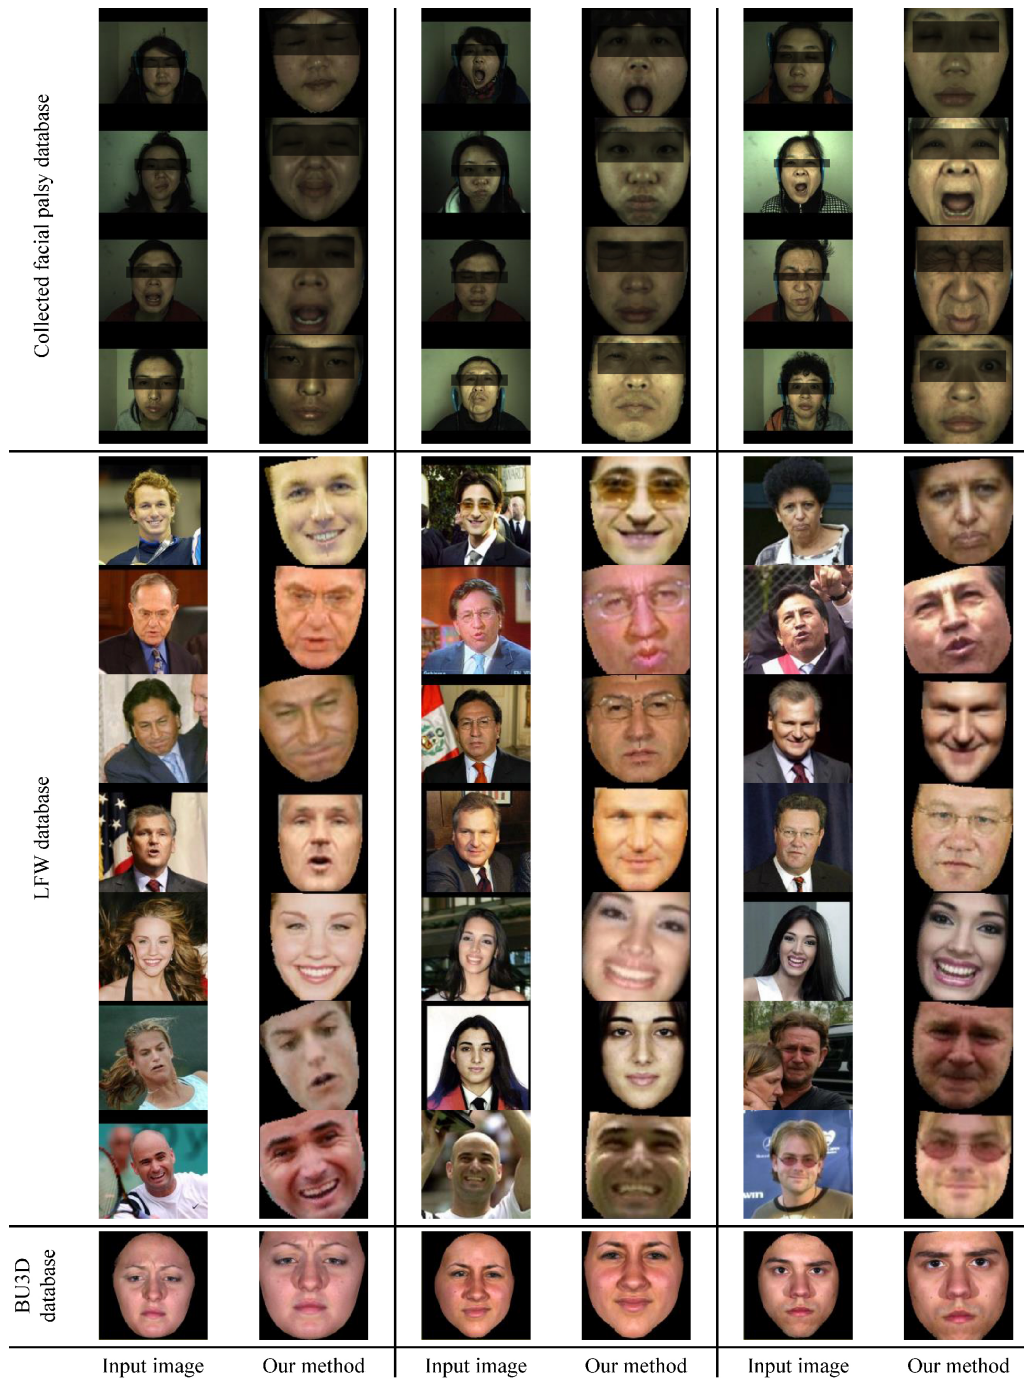 Collected facial palsy database
LFW database
BU3D
database
Input image
Our method
Input image
Our method
Input image
Our method